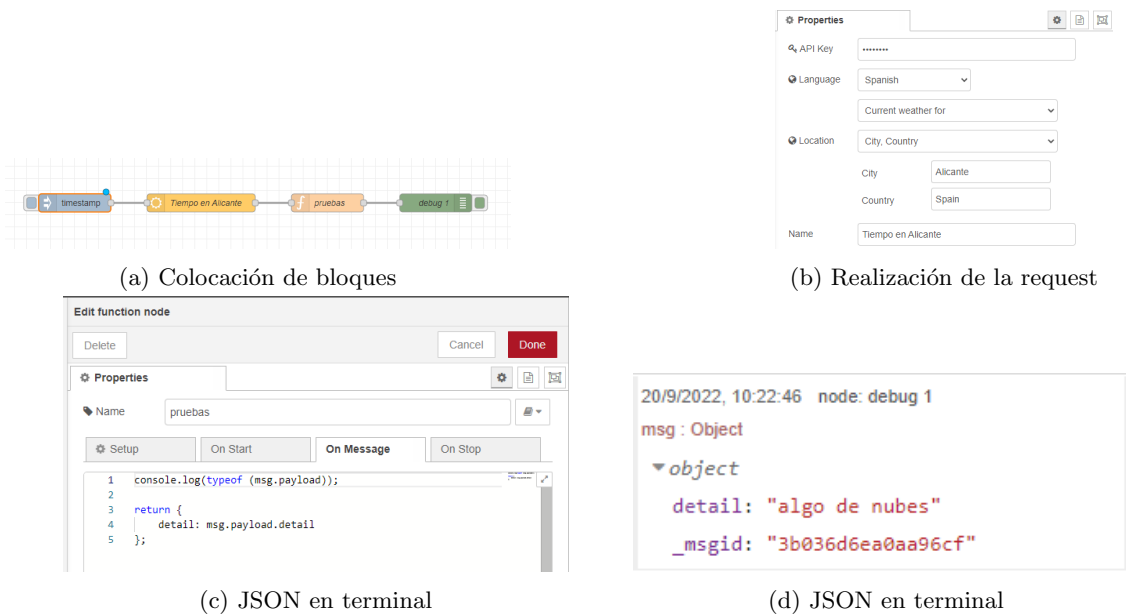 timestamp
Tiempo en Alicante
pruebas
debug 1
(a) Colocación de bloques
Properties
API Key
••••••••
Language
Spanish
Current weather for
Location
City, Country
City
Alicante
Country
Spain
Name
Tiempo en Alicante
(b) Realización de la request
Edit function node
Delete
Cancel
Done
Properties
Name
pruebas
Setup
On Start
On Message
On Stop
1 console.log(typeof (msg.payload));
2
3 return {
4 detail: msg.payload.detail
5 };
(c) JSON en terminal
20/9/2022, 10:22:46 node: debug 1
msg : Object
object
detail: "algo de nubes"
_msgid: "3b036d6ea0aa96cf"
(d) JSON en terminal